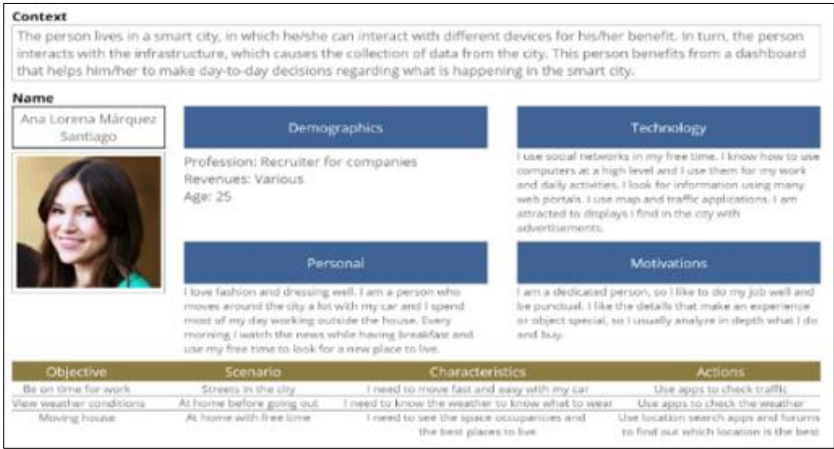 Context
The person lives in a smart city, in which he/she can interact with different devices for his/her benefit. In turn, the person
interacts with the infrastructure, which causes the collection of data from the city. This person benefits from a dashboard
that helps him/her to make day-to-day decisions regarding what is happening in the smart city.
Name
Ana Lorena Márquez
Santiago
Demographics
Profession: Recruiter for companies
Revenues: Various
Age: 25
Technology
I use social networks in my free time. I know how to use
computers at a high level and I use them for my work
and daily activities. I look for information using many
web portals. I use map and traffic applications. I am
attracted to displays I find in the city with
advertisements.
Personal
I love fashion and dressing well. I am a person who
moves around the city a lot with my car and I spend
most of my day working outside the house. Every
morning I watch the news while having breakfast and
use my free time to look for a new place to live.
Motivations
I am a dedicated person, so I like to do my job well and
be punctual. I like the details that make an experience
or object special, so I usually analyze in depth what I do
and buy.
Objective Scenario Characteristics Actions
Be on time for work Streets in the city I need to move fast and easy with my car Use apps to check traffic
View weather conditions At home before going out I need to know the weather to know what to wear Use apps to check the weather
Moving house At home with free time I need to see the space occupancies and Use location search apps and forums
the best places to live to find out which location is the best